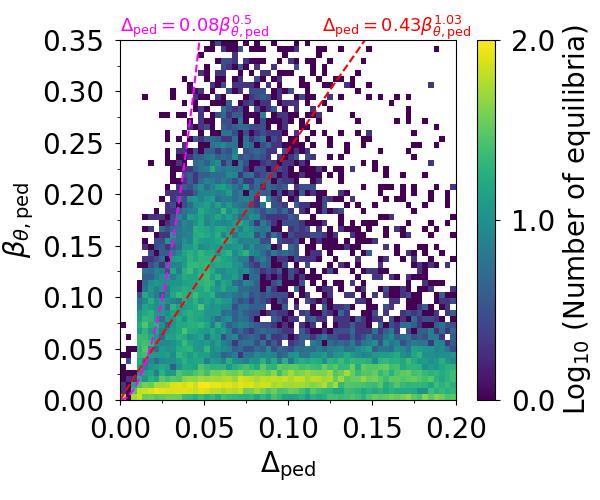 Δ_ped = 0.08β_{θ,ped}^{0.5} Δ_ped = 0.43β_{θ,ped}^{1.03}
0.35
0.30
0.25
0.20
0.15
0.10
0.05
0.00
β_{θ,ped}
0.00 0.05 0.10 0.15 0.20
Δ_ped
2.0
1.0
0.0
Log₁₀ (Number of equilibria)